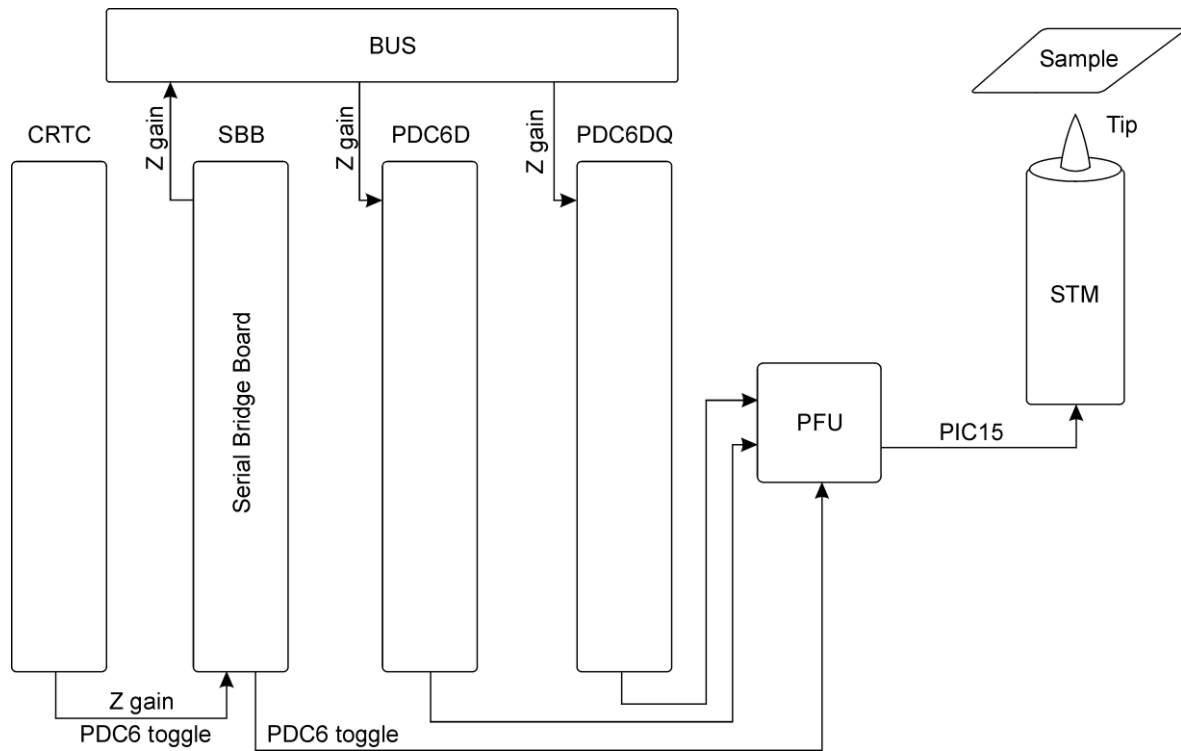 BUS
Sample
CRTC
Z gain
SBB
Z gain
PDC6D
Z gain
PDC6DQ
Tip
Serial Bridge Board
STM
PFU
PIC15
Z gain
PDC6 toggle
PDC6 toggle